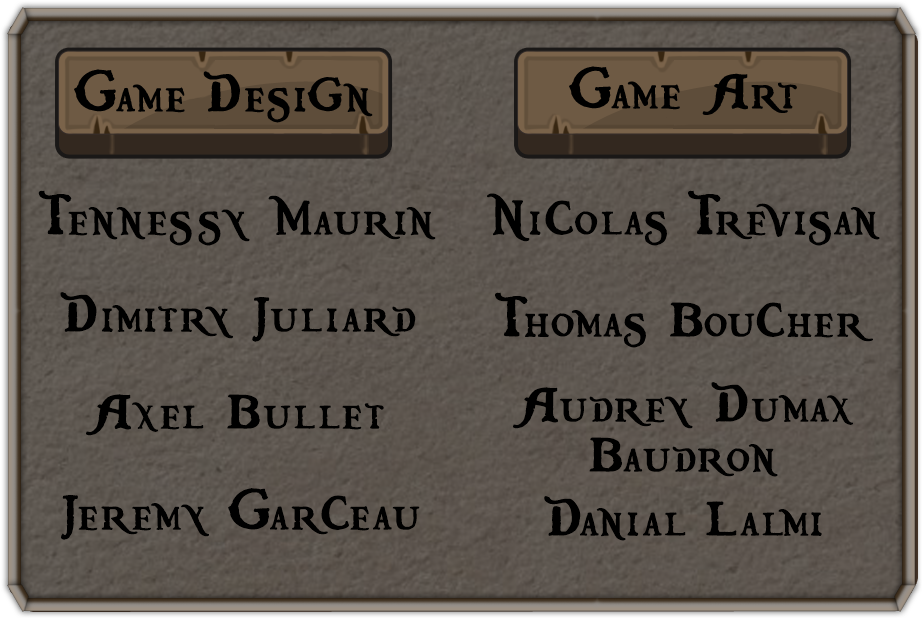 Game Design
Tennessy Maurin
Dimitry Juliard
Axel Bullet
Jeremy Garceau
Game Art
Nicolas Trevisan
Thomas Boucher
Audrey Dumax
Baudron
Danial Lalmi